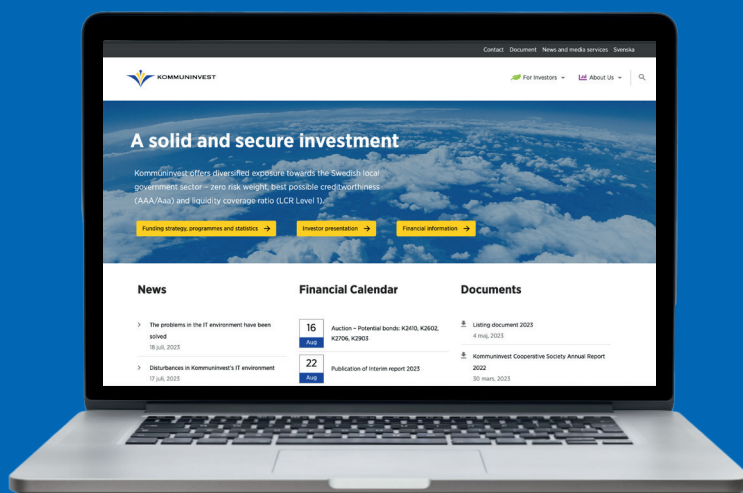 Contact Document News and media services Svenska
KOMMUNINVEST
For Investors
About Us
A solid and secure investment
Kommuninvest offers diversified exposure towards the Swedish local
government sector – zero risk weight, best possible creditworthiness
(AAA/Aaa) and liquidity coverage ratio (LCR Level 1).
Funding strategy, programmes and statistics →
Investor presentation →
Financial information →
News
> The problems in the IT environment have been
solved
18 juli, 2023
> Disturbances in Kommuninvest's IT environment
17 juli, 2023
Financial Calendar
16
Aug
Auction – Potential bonds: K2410, K2602,
K2706, K2903
22
Aug
Publication of Interim report 2023
Documents
Listing document 2023
4 maj, 2023
Kommuninvest Cooperative Society Annual Report
2022
30 mars, 2023